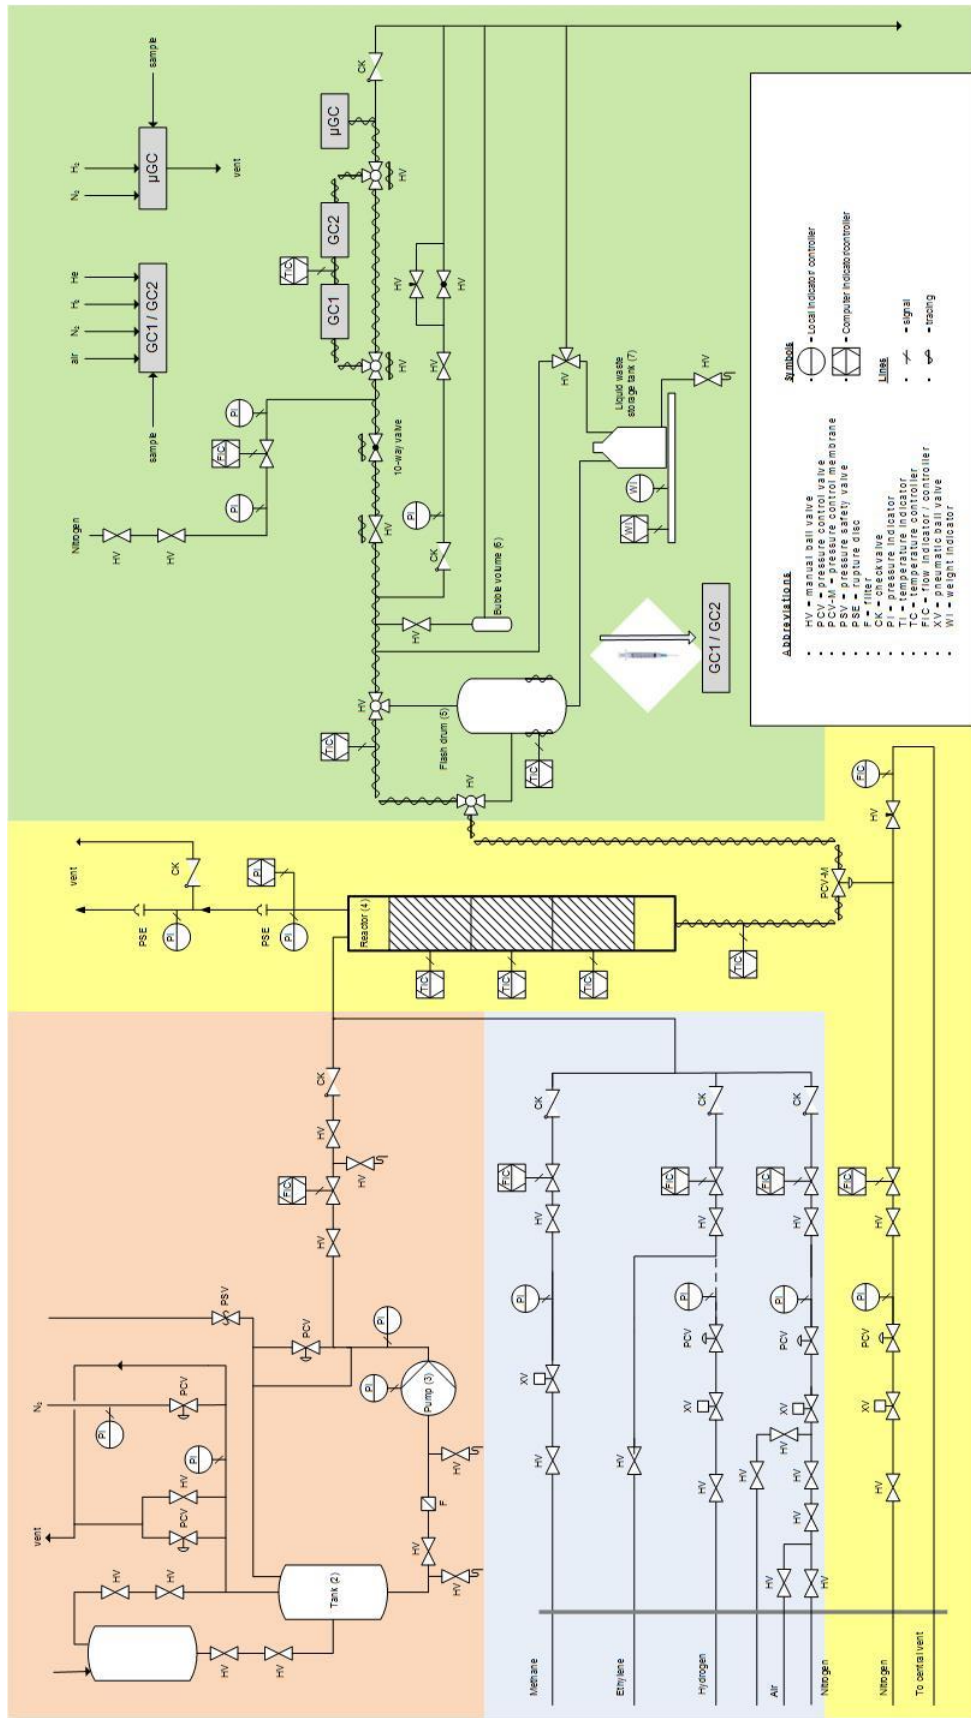 vent
N₂
HV
HV
HV
HV
PCV
HV
PI
PI
PCV
PSV
Tank (2)
HV
HV
F
HV
PCV
PI
Pump (3)
PI
HV
FIC
HV
HV
CK
Methane
HV
XV
PI
HV
FIC
CK
Ethylene
HV
Hydrogen
HV
XV
PCV
PI
HV
FIC
CK
Air
HV
HV
HV
Nitrogen
HV
HV
HV
XV
PCV
PI
HV
FIC
CK
Nitrogen
HV
XV
PCV
PI
HV
FIC
To central vent
vent
PSE
PI
CK
PSE
PI
PI
Reactor (4)
TIC
TIC
TIC
TIC
PCV-M
HV
FIC
Nitrogen
HV
HV
PI
FIC
PI
air
N₂
H₂
He
sample
GC1 / GC2
N₂
H₂
sample
µGC
vent
TIC
HV
HV
10-way valve
HV
GC1
TIC
GC2
HV
µGC
CK
Flash drum (5)
TIC
HV
HV
Bubble volume (6)
CK
PI
HV
HV
HV
Liquid waste
storage tank (7)
HV
WI
WI
HV
GC1 / GC2
Abbreviations
• HV = manual ball valve
• PCV = pressure control valve
• PCV-M = pressure control membrane
• PSV = pressure safety valve
• PSE = rupture disc
• F = filter
• CK = checkvalve
• PI = pressure indicator
• TI = temperature indicator
• TC = temperature controller
• FIC = flow indicator / controller
• XV = pneumatic ball valve
• WI = weight indicator
Symbols
• = Local indicator/ controller
• = Computer indicator/controller
Lines
• = signal
• = tracing